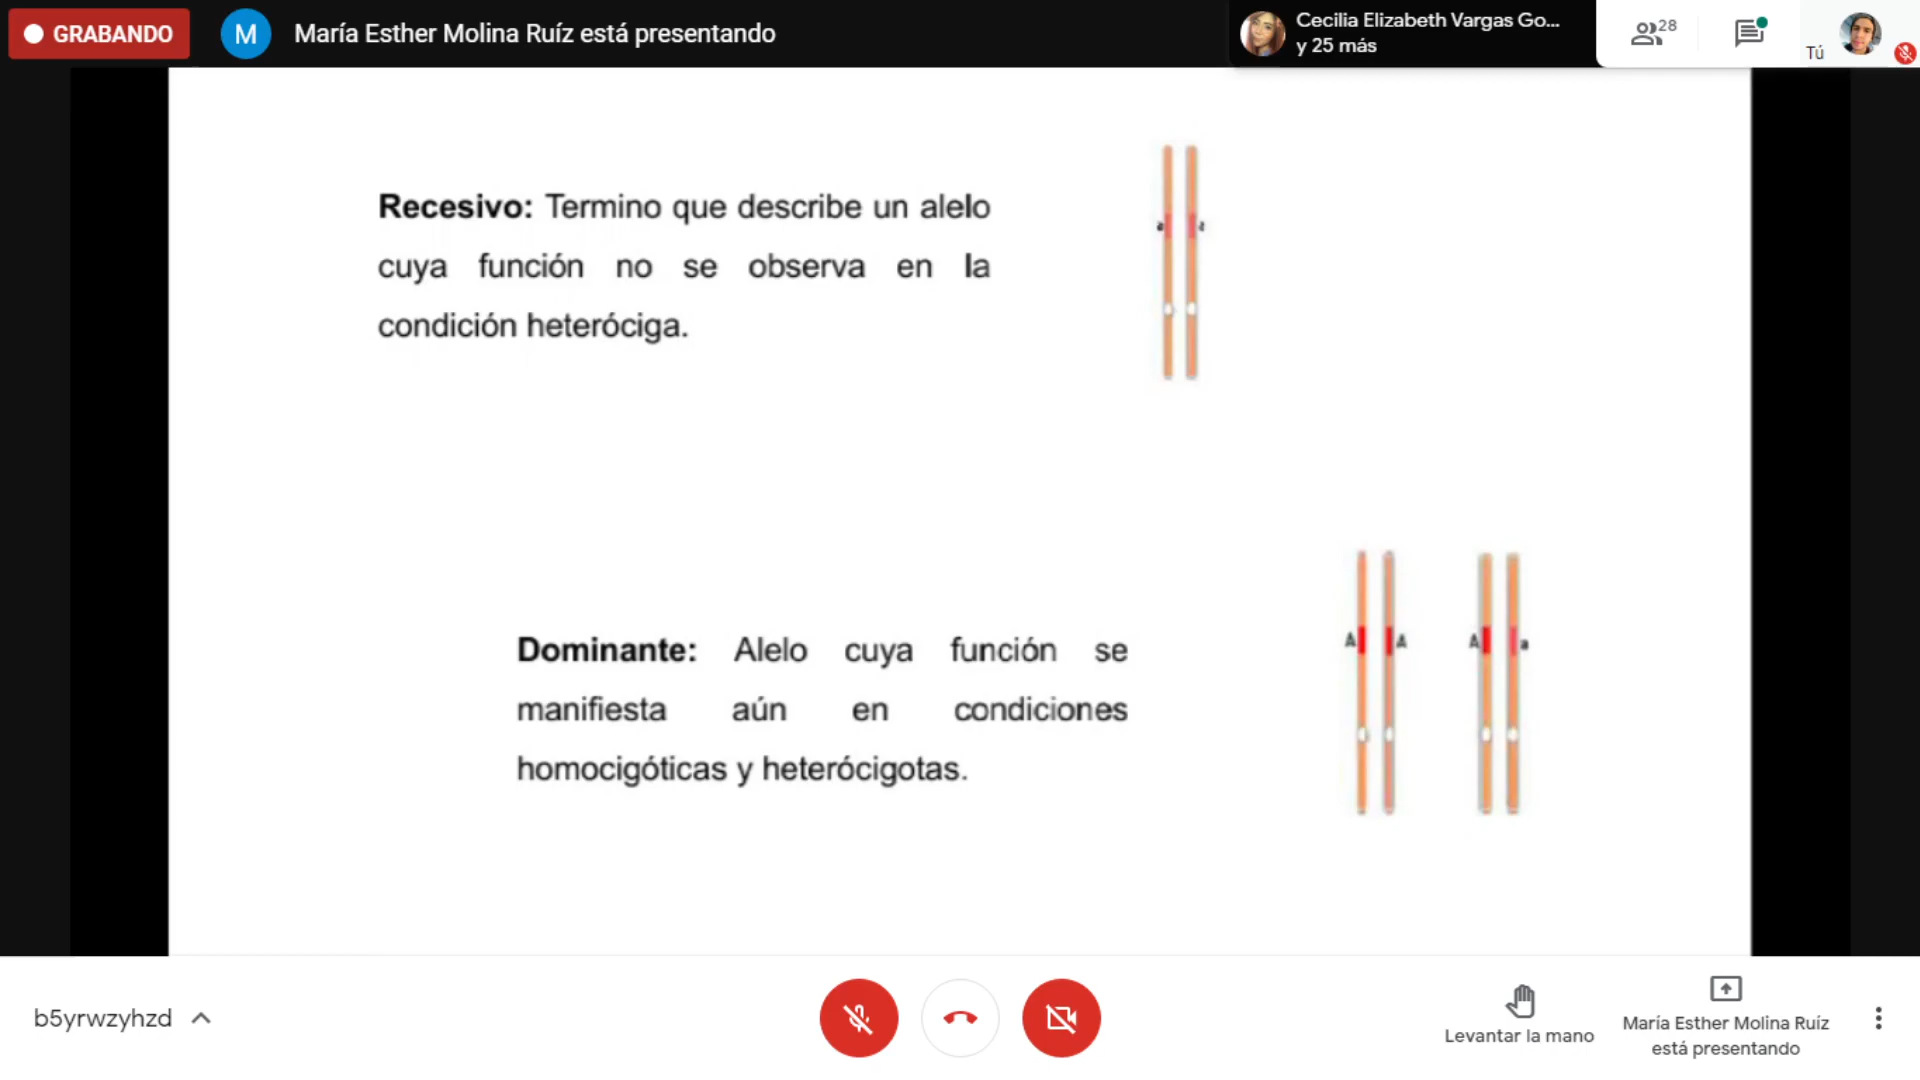 GRABANDO
M
María Esther Molina Ruíz está presentando
Cecilia Elizabeth Vargas Go...
y 25 más
28
Tú
Recesivo: Termino que describe un alelo
cuya función no se observa en la
condición heteróciga.
a a
Dominante: Alelo cuya función se
manifiesta aún en condiciones
homocigóticas y heterócigotas.
A A A a
b5yrwzyhzd
Levantar la mano
María Esther Molina Ruíz
está presentando